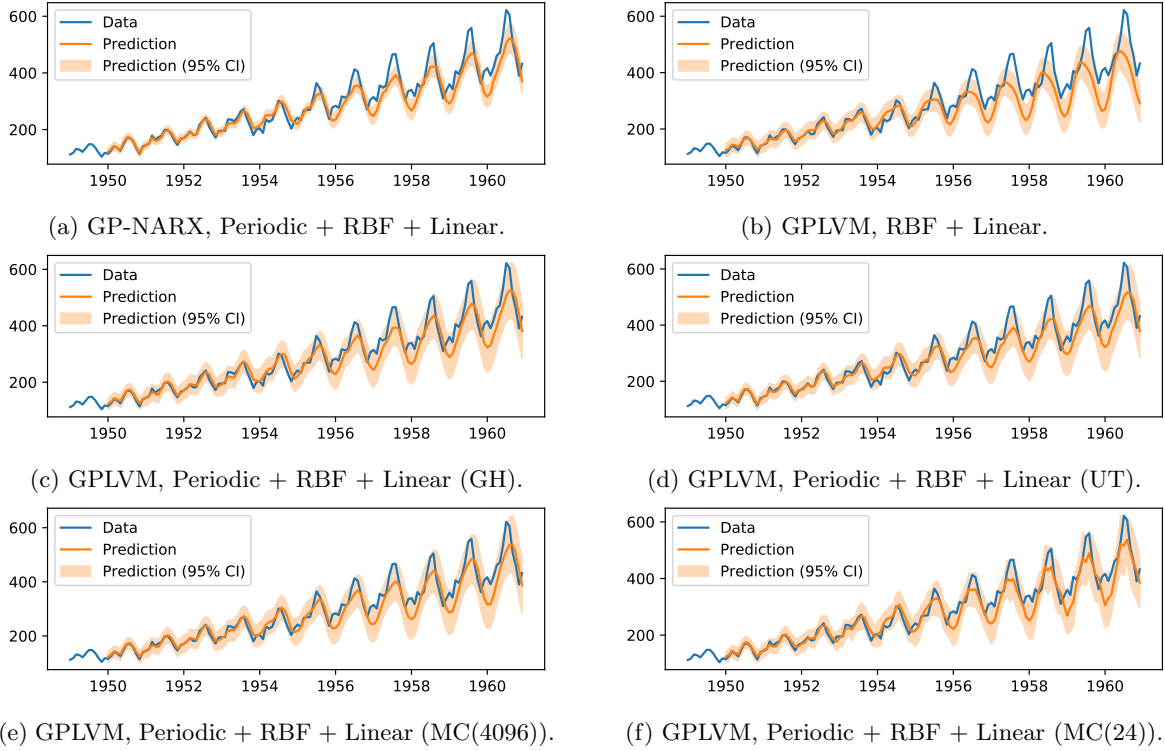 600
400
200
Data
Prediction
Prediction (95% CI)
1950 1952 1954 1956 1958 1960
(a) GP-NARX, Periodic + RBF + Linear.
600
400
200
Data
Prediction
Prediction (95% CI)
1950 1952 1954 1956 1958 1960
(b) GPLVM, RBF + Linear.
600
400
200
Data
Prediction
Prediction (95% CI)
1950 1952 1954 1956 1958 1960
(c) GPLVM, Periodic + RBF + Linear (GH).
600
400
200
Data
Prediction
Prediction (95% CI)
1950 1952 1954 1956 1958 1960
(d) GPLVM, Periodic + RBF + Linear (UT).
600
400
200
Data
Prediction
Prediction (95% CI)
1950 1952 1954 1956 1958 1960
(e) GPLVM, Periodic + RBF + Linear (MC(4096)).
600
400
200
Data
Prediction
Prediction (95% CI)
1950 1952 1954 1956 1958 1960
(f) GPLVM, Periodic + RBF + Linear (MC(24)).